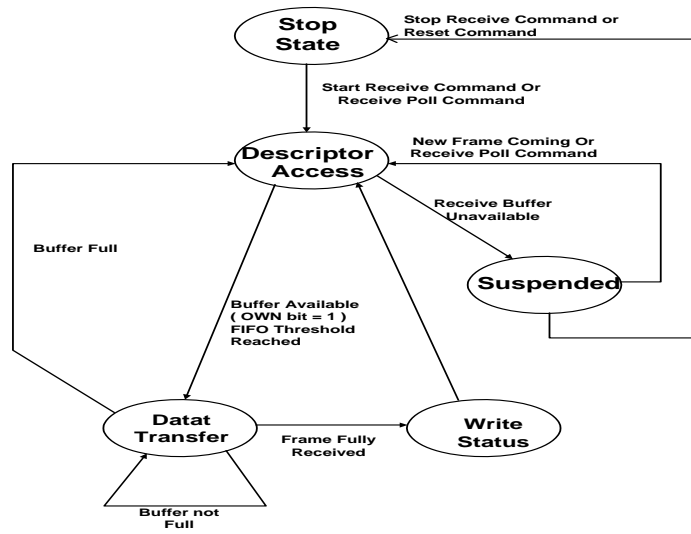 Stop
State
Stop Receive Command or
Reset Command
Start Receive Command Or
Receive Poll Command
Descriptor
Access
New Frame Coming Or
Receive Poll Command
Receive Buffer
Unavailable
Buffer Full
Suspended
Buffer Available
( OWN bit = 1 )
FIFO Threshold
Reached
Datat
Transfer
Frame Fully
Received
Write
Status
Buffer not
Full